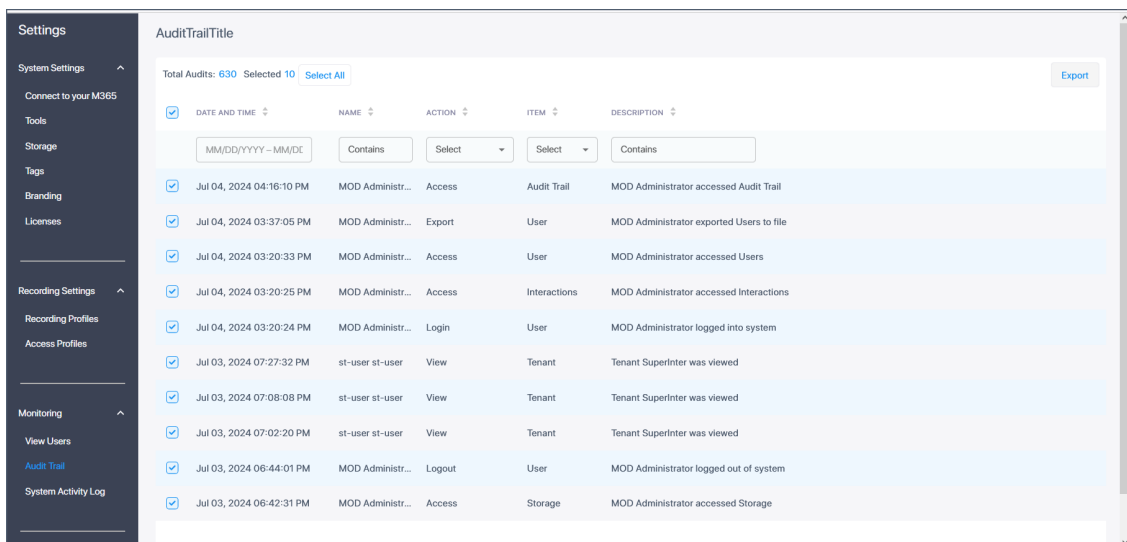 Settings
System Settings
Connect to your M365
Tools
Storage
Tags
Branding
Licenses
Recording Settings
Recording Profiles
Access Profiles
Monitoring
View Users
Audit Trail
System Activity Log
AuditTrailTitle
Total Audits: 630 Selected 10 Select All Export
DATE AND TIME NAME ACTION ITEM DESCRIPTION
MM/DD/YYYY – MM/DD Contains Select Select Contains
Jul 04, 2024 04:16:10 PM MOD Administr... Access Audit Trail MOD Administrator accessed Audit Trail
Jul 04, 2024 03:37:05 PM MOD Administr... Export User MOD Administrator exported Users to file
Jul 04, 2024 03:20:33 PM MOD Administr... Access User MOD Administrator accessed Users
Jul 04, 2024 03:20:25 PM MOD Administr... Access Interactions MOD Administrator accessed Interactions
Jul 04, 2024 03:20:24 PM MOD Administr... Login User MOD Administrator logged into system
Jul 03, 2024 07:27:32 PM st-user st-user View Tenant Tenant SuperInter was viewed
Jul 03, 2024 07:08:08 PM st-user st-user View Tenant Tenant SuperInter was viewed
Jul 03, 2024 07:02:20 PM st-user st-user View Tenant Tenant SuperInter was viewed
Jul 03, 2024 06:44:01 PM MOD Administr... Logout User MOD Administrator logged out of system
Jul 03, 2024 06:42:31 PM MOD Administr... Access Storage MOD Administrator accessed Storage